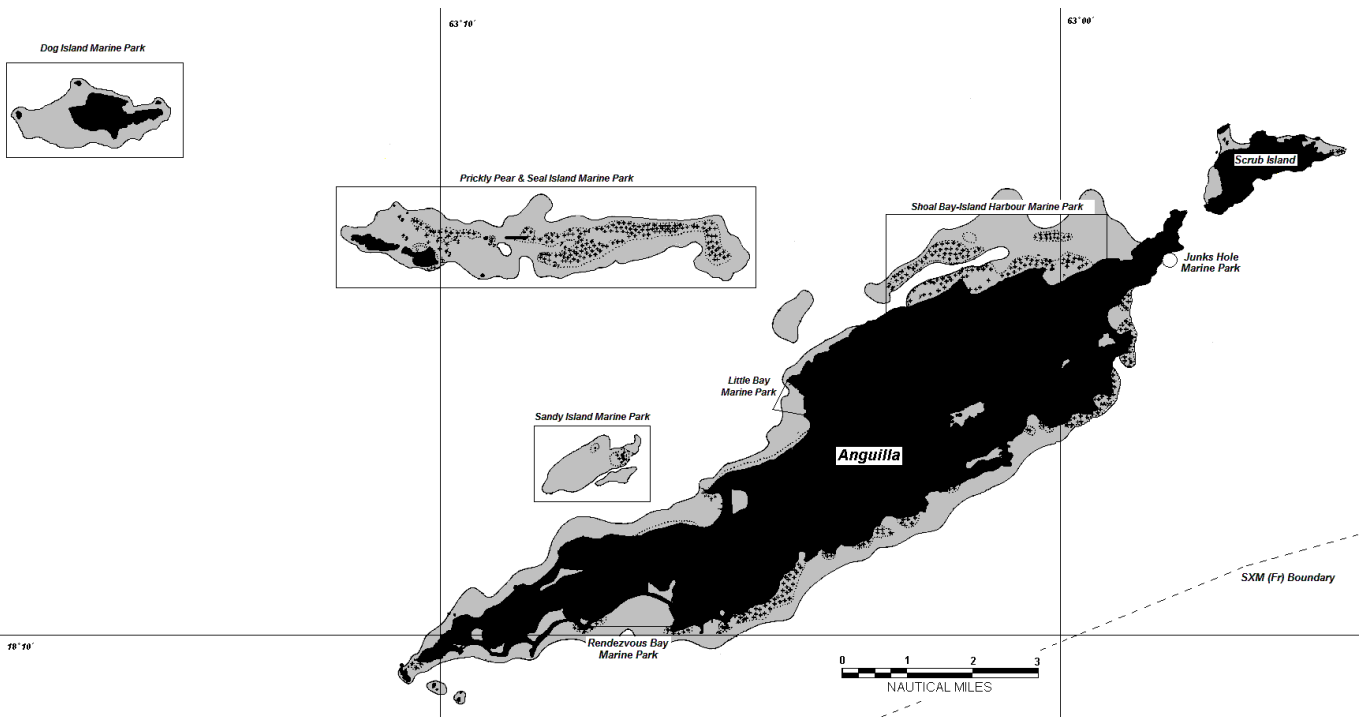 63°10'
63°00'
Dog Island Marine Park
Scrub Island
Prickly Pear & Seal Island Marine Park
Shoal Bay-Island Harbour Marine Park
Junks Hole
Marine Park
Little Bay
Marine Park
Sandy Island Marine Park
Anguilla
SXM (Fr) Boundary
18°10'
Rendezvous Bay
Marine Park
0 1 2 3
NAUTICAL MILES